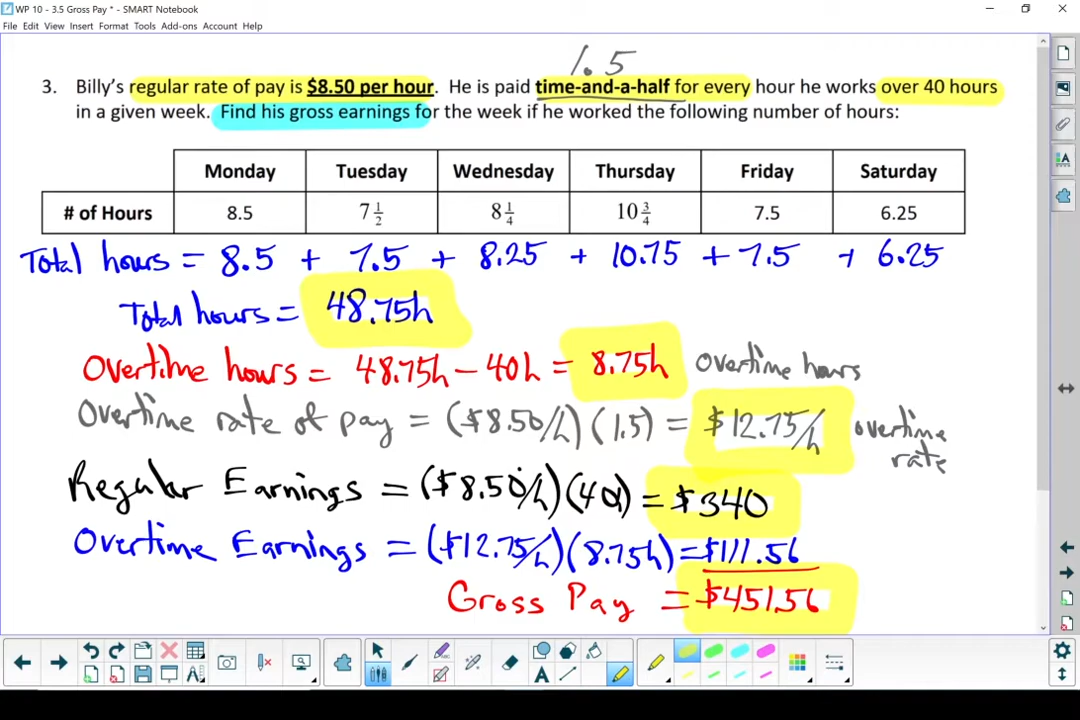 WP 10 - 3.5 Gross Pay * - SMART Notebook
File Edit View Insert Format Tools Add-ons Account Help
1.5
3. Billy's regular rate of pay is $8.50 per hour. He is paid time-and-a-half for every hour he works over 40 hours
in a given week. Find his gross earnings for the week if he worked the following number of hours:
Monday Tuesday Wednesday Thursday Friday Saturday
# of Hours 8.5 7 1/2 8 1/4 10 3/4 7.5 6.25
Total hours = 8.5 + 7.5 + 8.25 + 10.75 + 7.5 + 6.25
Total hours = 48.75h
Overtime hours = 48.75h - 40h = 8.75h overtime hours
Overtime rate of pay = ($8.50/h)(1.5) = $12.75/h overtime
rate
Regular Earnings = ($8.50/h)(40h) = $340
Overtime Earnings = ($12.75/h)(8.75h) = $111.56
Gross Pay = $451.56